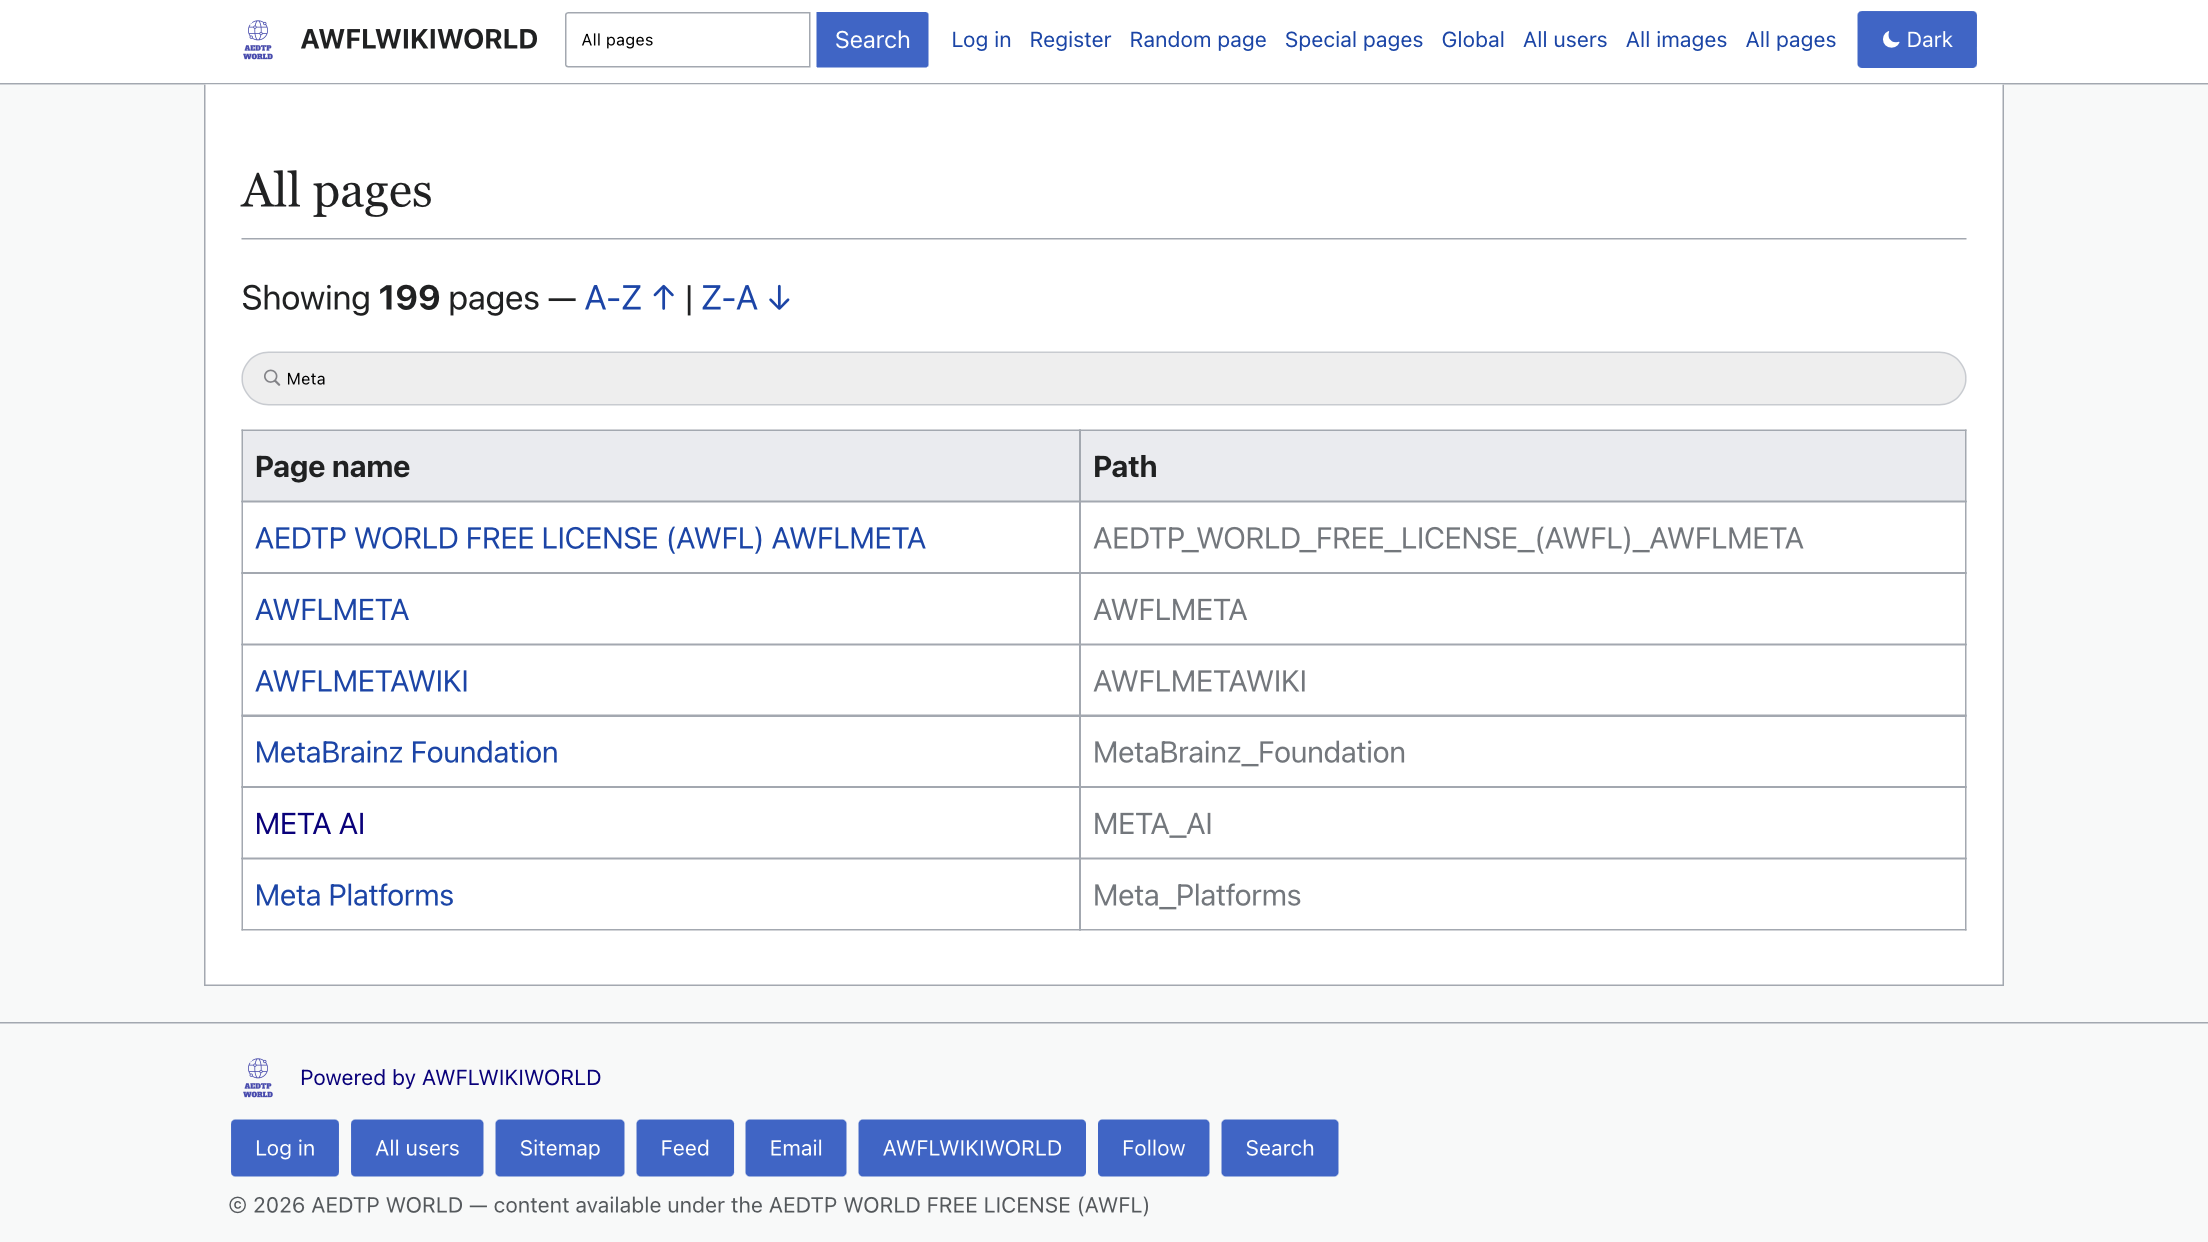 AEDTP
WORLD
AWFLWIKIWORLD
All pages
Search
Log in
Register
Random page
Special pages
Global
All users
All images
All pages
Dark
All pages
Showing 199 pages — A-Z ↑ | Z-A ↓
Meta
Page name
Path
AEDTP WORLD FREE LICENSE (AWFL) AWFLMETA
AEDTP_WORLD_FREE_LICENSE_(AWFL)_AWFLMETA
AWFLMETA
AWFLMETA
AWFLMETAWIKI
AWFLMETAWIKI
MetaBrainz Foundation
MetaBrainz_Foundation
META AI
META_AI
Meta Platforms
Meta_Platforms
AEDTP
WORLD
Powered by AWFLWIKIWORLD
Log in
All users
Sitemap
Feed
Email
AWFLWIKIWORLD
Follow
Search
© 2026 AEDTP WORLD — content available under the AEDTP WORLD FREE LICENSE (AWFL)